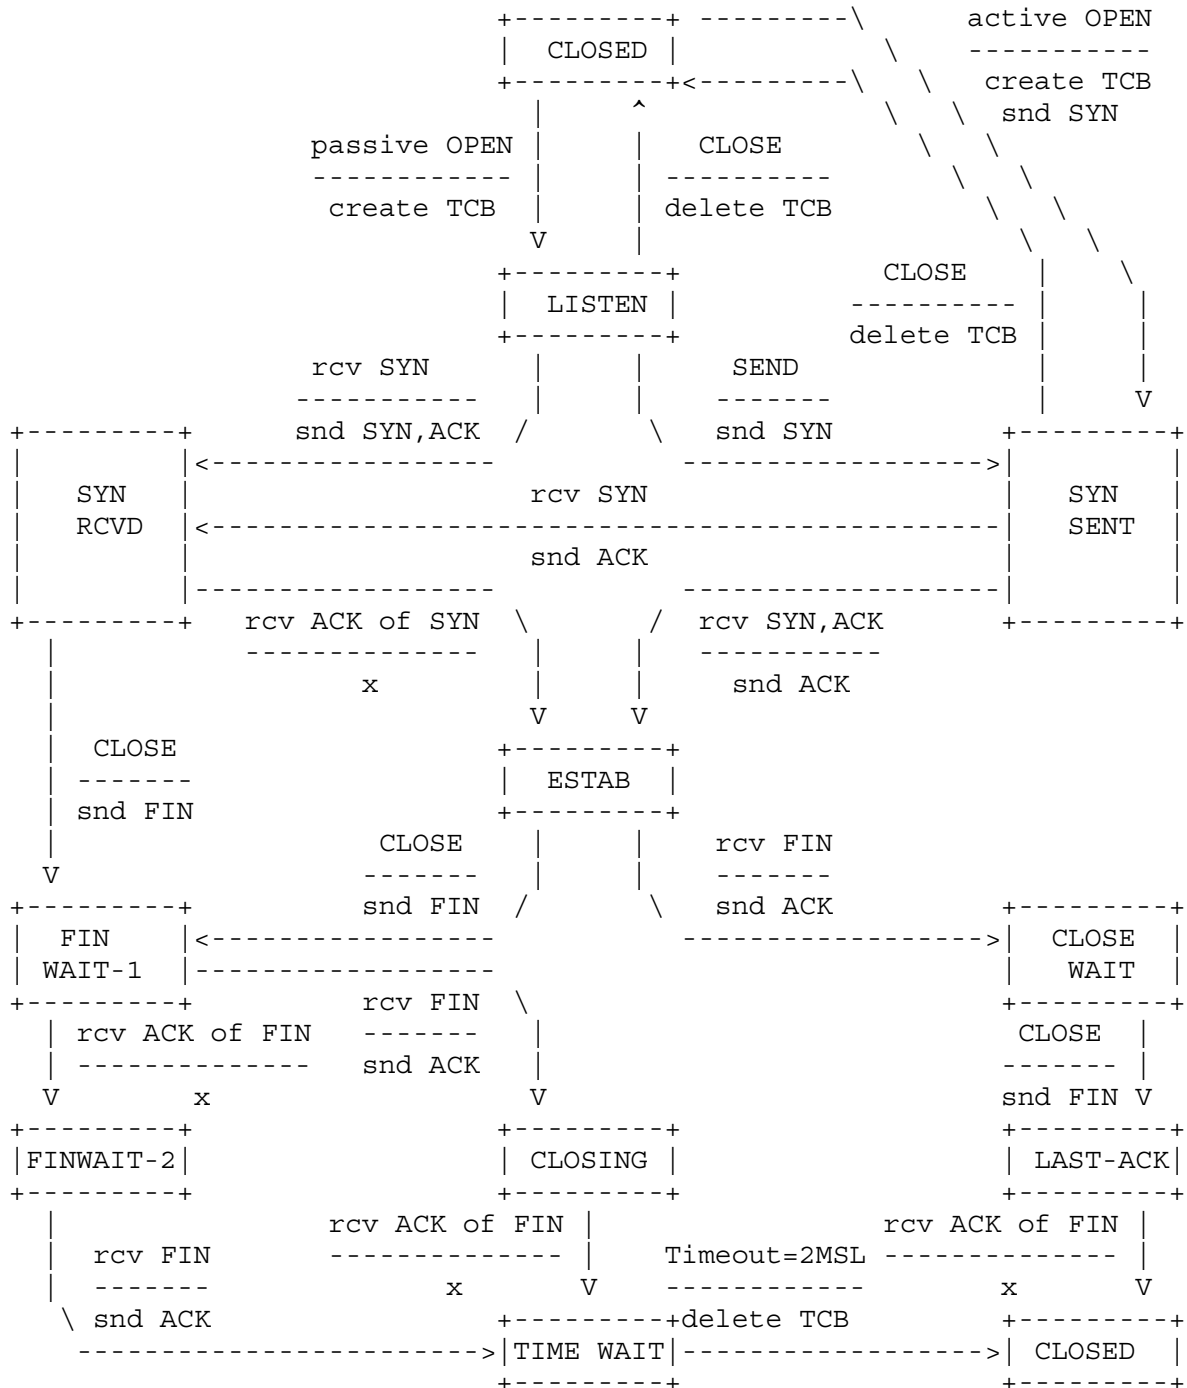 +---------+ ---------\      active OPEN
                              |  CLOSED |            \    -----------
                              +---------+<---------\   \   create TCB
                                |     ^              \   \  snd SYN
                   passive OPEN |     |   CLOSE        \   \
                   ------------ |     | ----------       \   \
                    create TCB  |     | delete TCB         \   \
                                V     |                      \   \
                              +---------+            CLOSE    |    \
                              |  LISTEN |          ---------- |     |
                              +---------+          delete TCB |     |
                   rcv SYN      |     |     SEND              |     |
                  -----------   |     |    -------            |     V
+---------+      snd SYN,ACK  /       \   snd SYN          +---------+
|         |<-----------------           ------------------>|         |
|   SYN   |                    rcv SYN                     |   SYN   |
|   RCVD  |<-----------------------------------------------|   SENT  |
|         |                    snd ACK                     |         |
|         |------------------           -------------------|         |
+---------+   rcv ACK of SYN  \       /  rcv SYN,ACK       +---------+
  |           --------------   |     |   -----------
  |                  x         |     |     snd ACK
  |                            V     V
  |  CLOSE                   +---------+
  | -------                  |  ESTAB  |
  | snd FIN                  +---------+
  |                   CLOSE    |     |    rcv FIN
  V                  -------   |     |    -------
+---------+          snd FIN  /       \   snd ACK          +---------+
|  FIN    |<-----------------           ------------------>|  CLOSE  |
| WAIT-1  |------------------                              |   WAIT  |
+---------+          rcv FIN  \                            +---------+
  | rcv ACK of FIN   -------   |                            CLOSE  |
  | --------------   snd ACK   |                           ------- |
  V        x                   V                           snd FIN V
+---------+                  +---------+                   +---------+
|FINWAIT-2|                  | CLOSING |                   | LAST-ACK|
+---------+                  +---------+                   +---------+
  |                rcv ACK of FIN |                 rcv ACK of FIN |
  |  rcv FIN       -------------- |    Timeout=2MSL -------------- |
  |  -------              x       V    ------------        x       V
   \ snd ACK                 +---------+delete TCB         +---------+
    ------------------------>|TIME WAIT|------------------>| CLOSED  |
                             +---------+                   +---------+